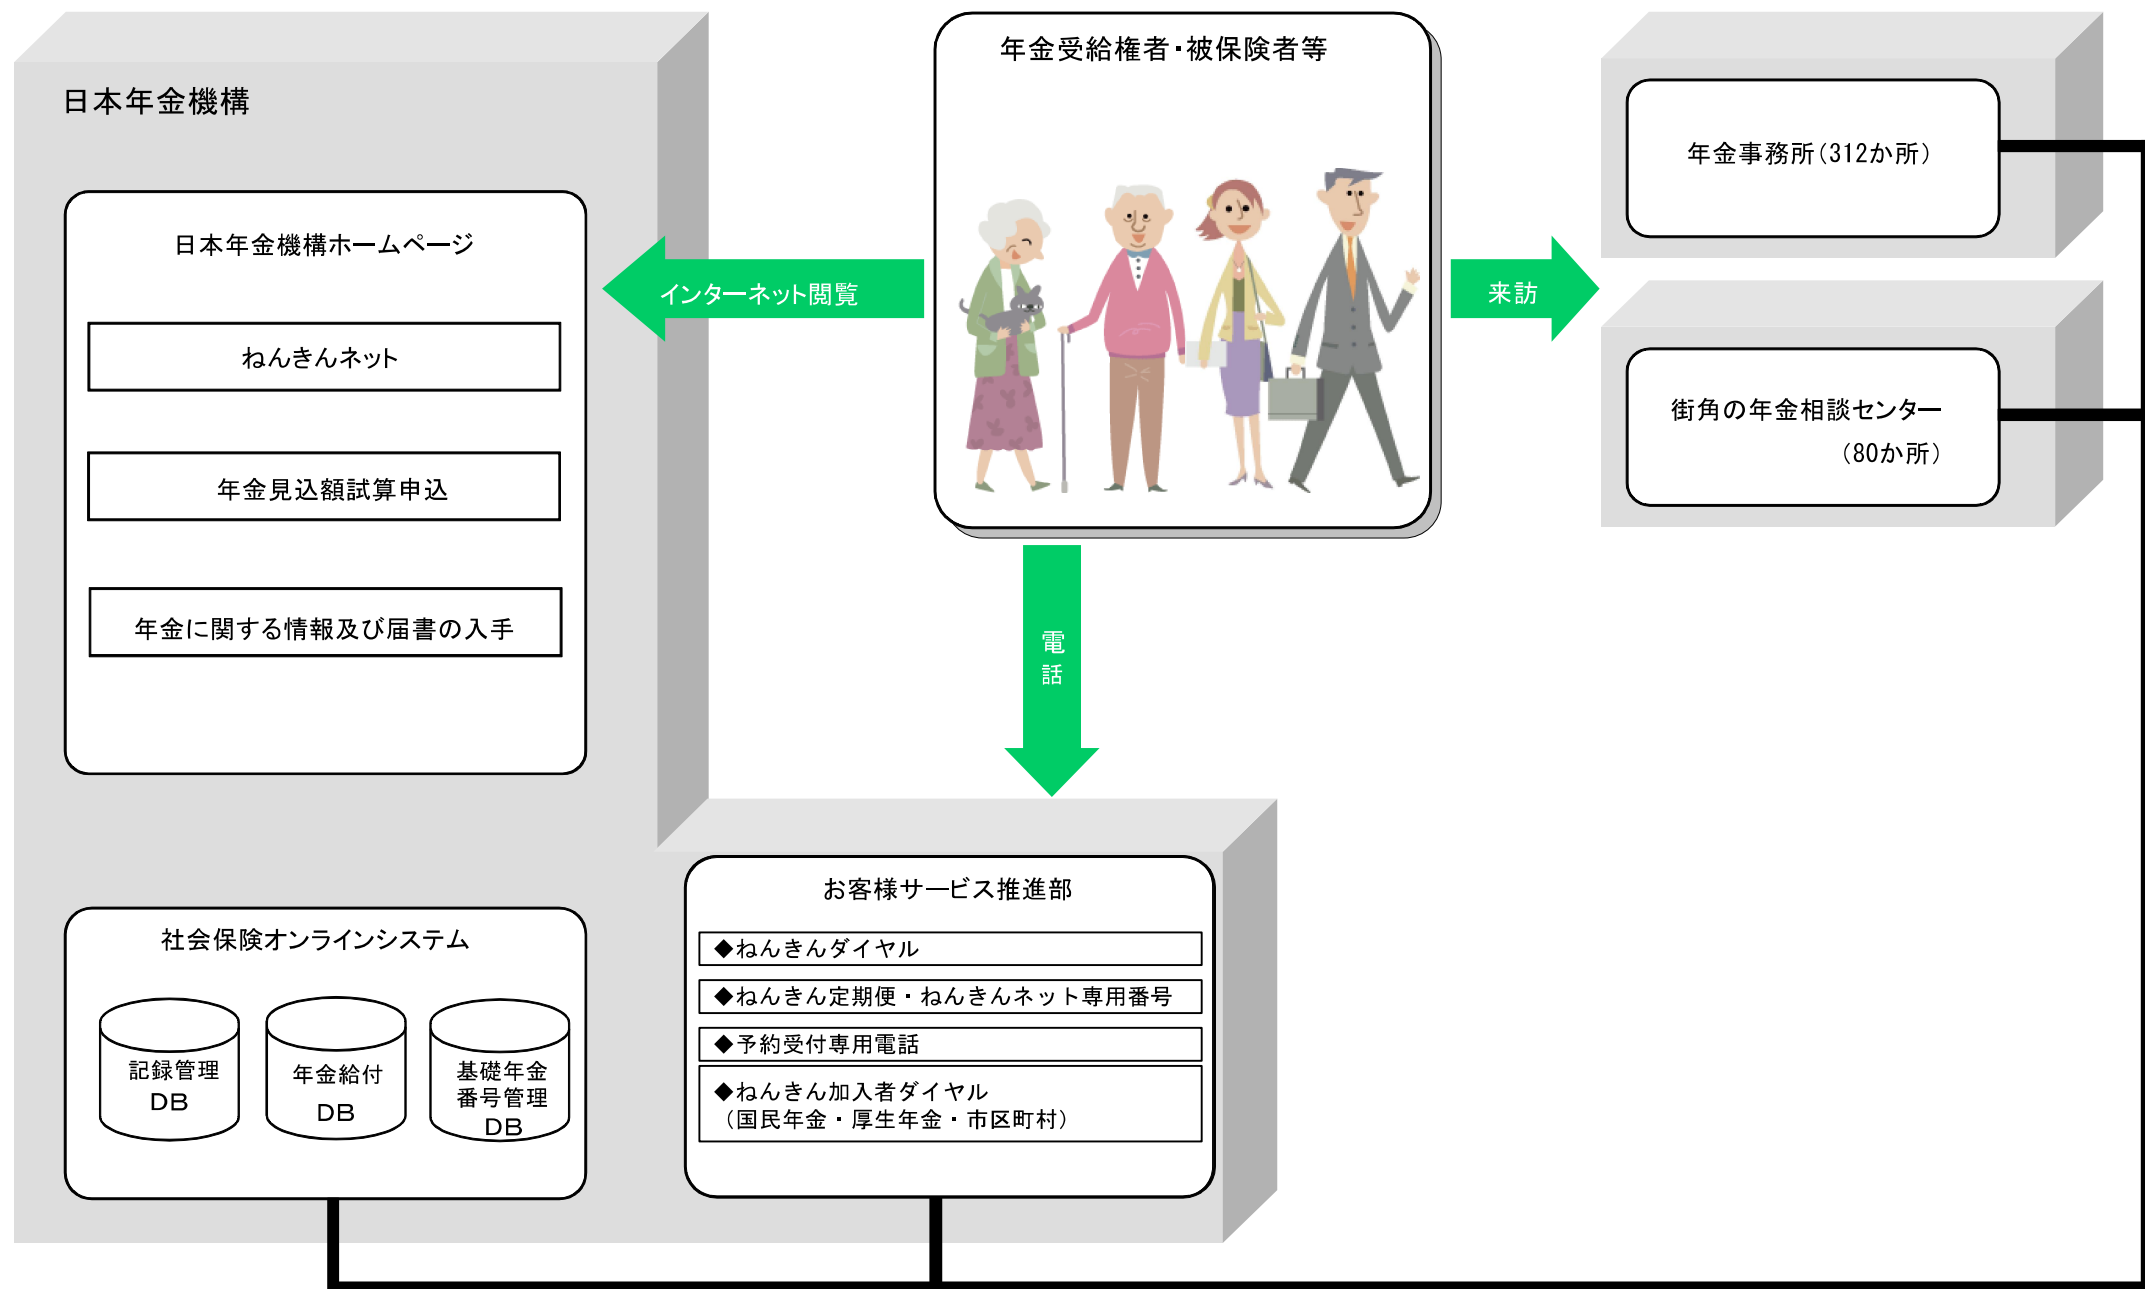 日本年金機構
日本年金機構ホームページ
ねんきんネット
年金見込額試算申込
年金に関する情報及び届書の入手
社会保険オンラインシステム
記録管理
DB
年金給付
DB
基礎年金
番号管理
DB
年金受給権者・被保険者等
インターネット閲覧
来訪
電
話
お客様サービス推進部
◆ねんきんダイヤル
◆ねんきん定期便・ねんきんネット専用番号
◆予約受付専用電話
◆ねんきん加入者ダイヤル
（国民年金・厚生年金・市区町村）
年金事務所（312か所）
街角の年金相談センター
（80か所）